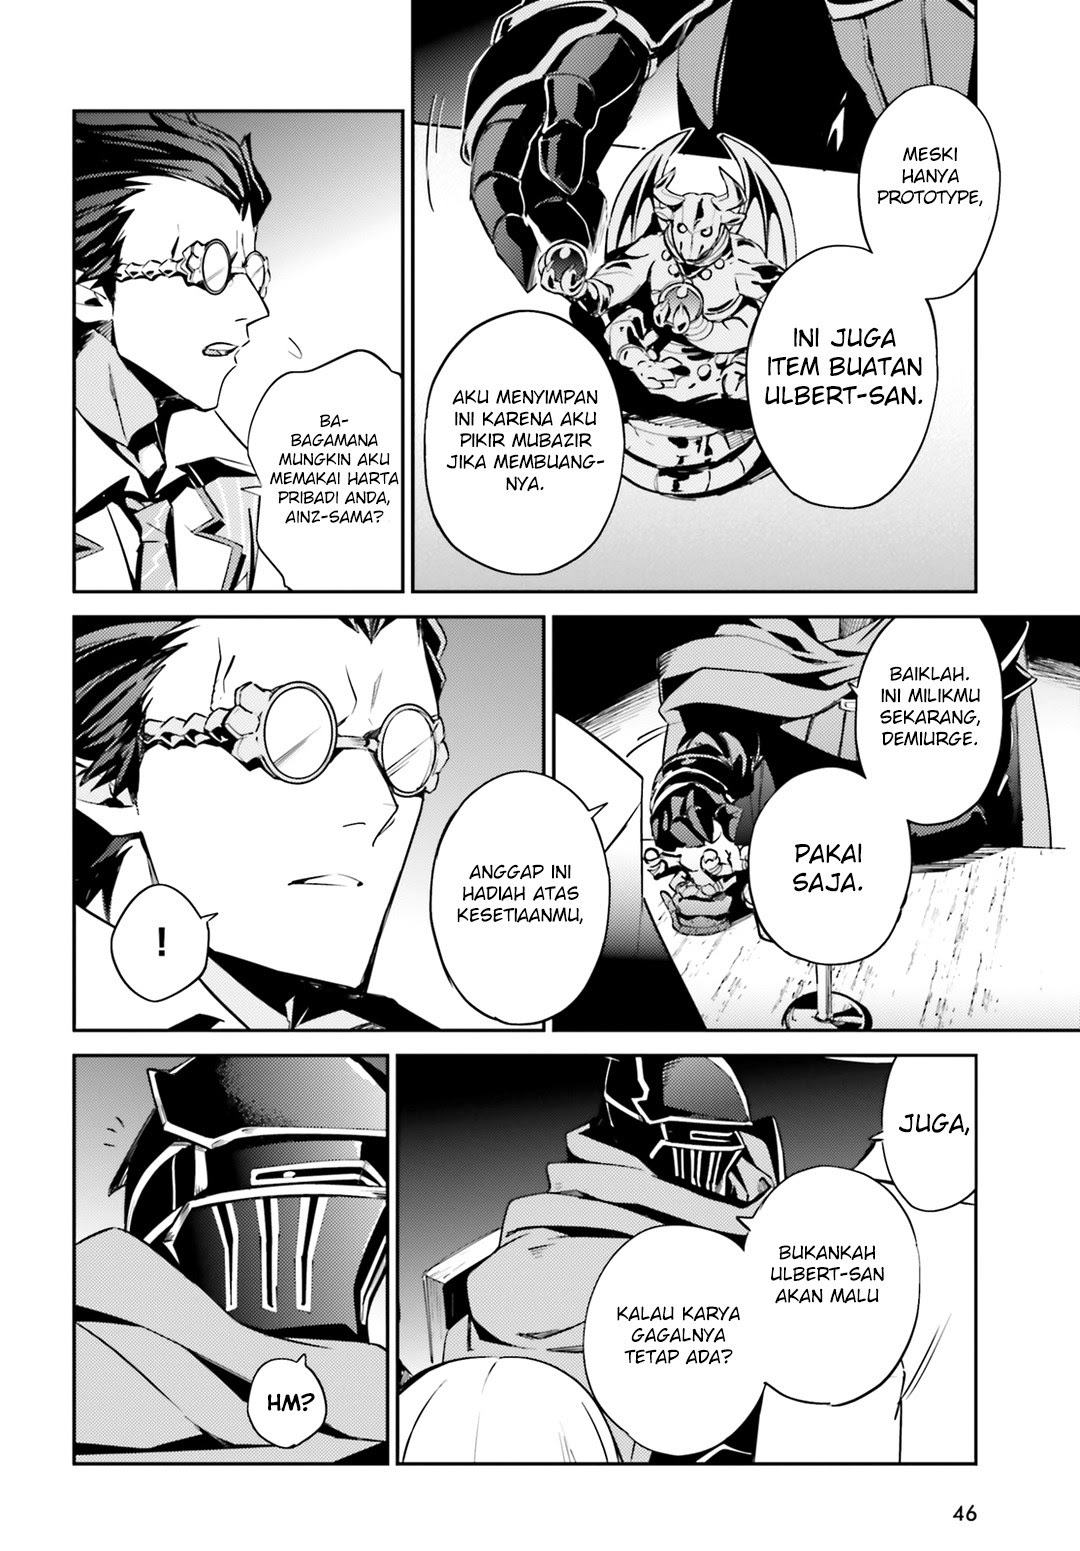 MESKI
HANYA
PROTOTYPE,
INI JUGA
ITEM BUATAN
ULBERT-SAN.
AKU MENYIMPAN
INI KARENA AKU
PIKIR MUBAZIR
JIKA MEMBUANG-
NYA.
BA-
BAGAMANA
MUNGKIN AKU
MEMAKAI HARTA
PRIBADI ANDA,
AINZ-SAMA?
BAIKLAH.
INI MILIKMU
SEKARANG,
DEMIURGE.
PAKAI
SAJA.
ANGGAP INI
HADIAH ATAS
KESETIAANMU,
!
JUGA,
BUKANKAH
ULBERT-SAN
AKAN MALU
KALAU KARYA
GAGALNYA
TETAP ADA?
HM?
46